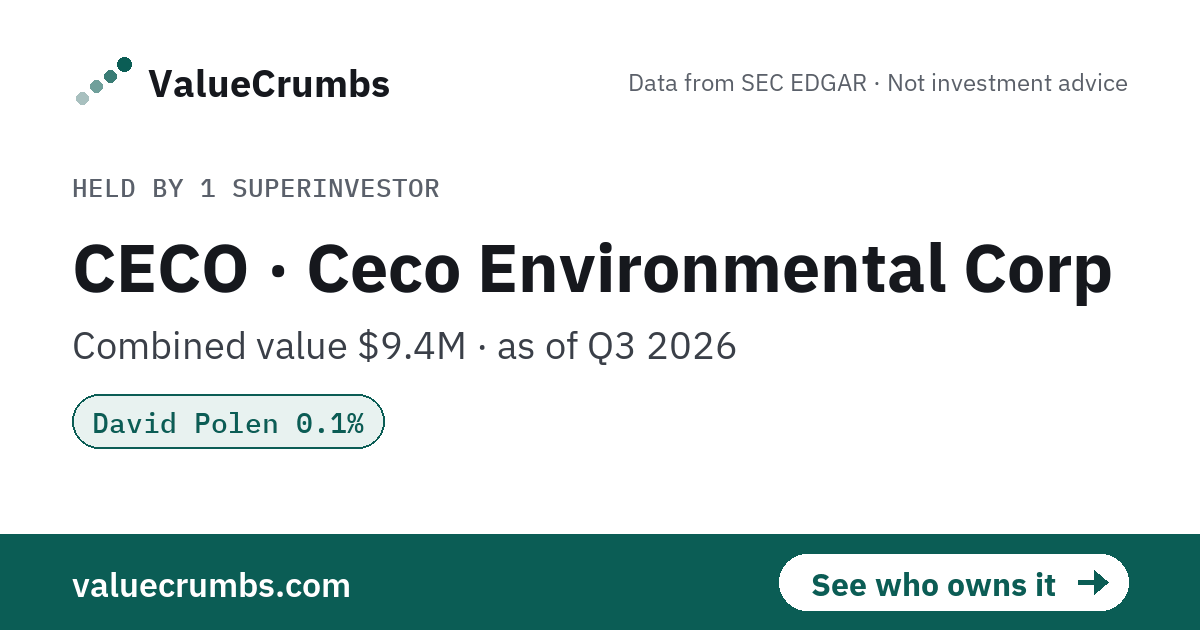 ValueCrumbs
Data from SEC EDGAR · Not investment advice
HELD BY 1 SUPERINVESTOR
CECO · Ceco Environmental Corp
Combined value $9.4M · as of Q3 2026
David Polen 0.1%
valuecrumbs.com
See who owns it →